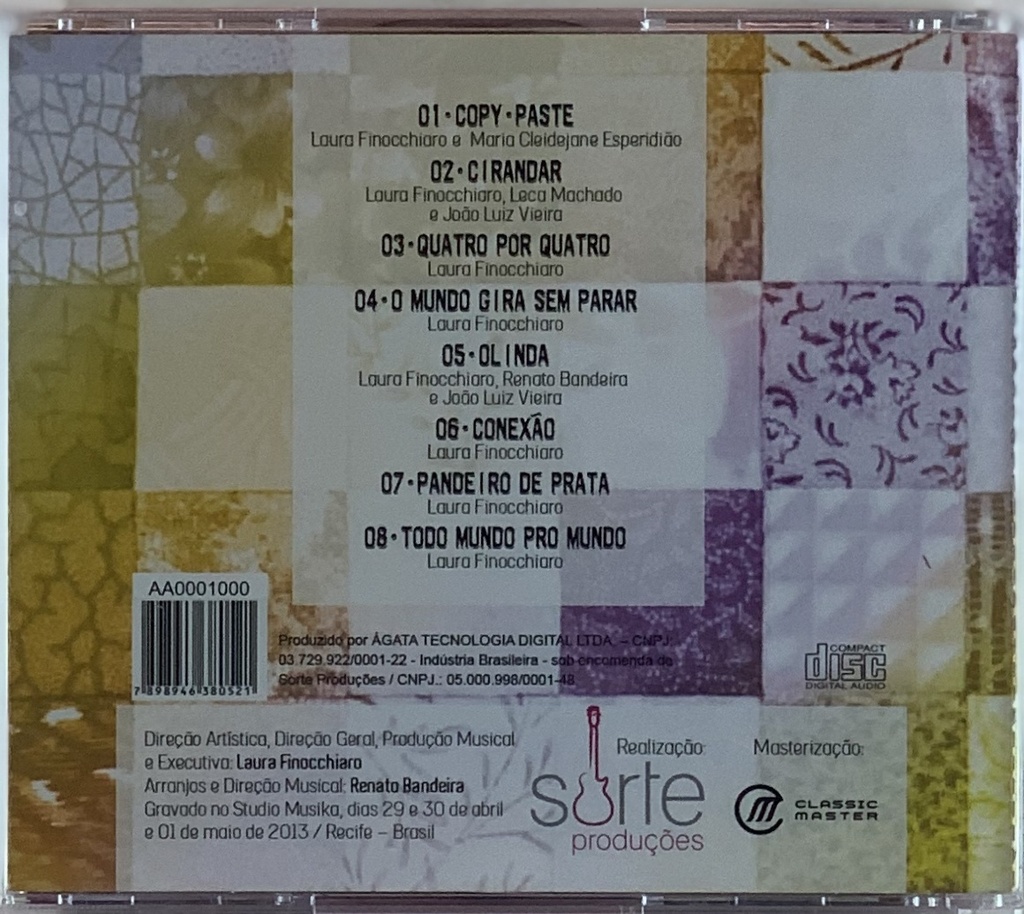 01·COPY·PASTE
Laura Finocchiaro e Maria Cleidejane Esperidião
02·CIRANDAR
Laura Finocchiaro, Leca Machado
e João Luiz Vieira
03·QUATRO POR QUATRO
Laura Finocchiaro
04·O MUNDO GIRA SEM PARAR
Laura Finocchiaro
05·OLINDA
Laura Finocchiaro, Renato Bandeira
e João Luiz Vieira
06·CONEXÃO
Laura Finocchiaro
07·PANDEIRO DE PRATA
Laura Finocchiaro
08·TODO MUNDO PRO MUNDO
Laura Finocchiaro
AA0001000
7 898946 380521
Produzido por ÁGATA TECNOLOGIA DIGITAL LTDA. – CNPJ:
03.729.922/0001-22 - Indústria Brasileira - sob encomenda de
Sorte Produções / CNPJ.: 05.000.998/0001-48
COMPACT
disc
DIGITAL AUDIO
Direção Artística, Direção Geral, Produção Musical
e Executiva: Laura Finocchiaro
Arranjos e Direção Musical: Renato Bandeira
Gravado no Studio Musika, dias 29 e 30 de abril
e 01 de maio de 2013 / Recife – Brasil
Realização:
sorte
produções
Masterização:
CLASSIC
MASTER